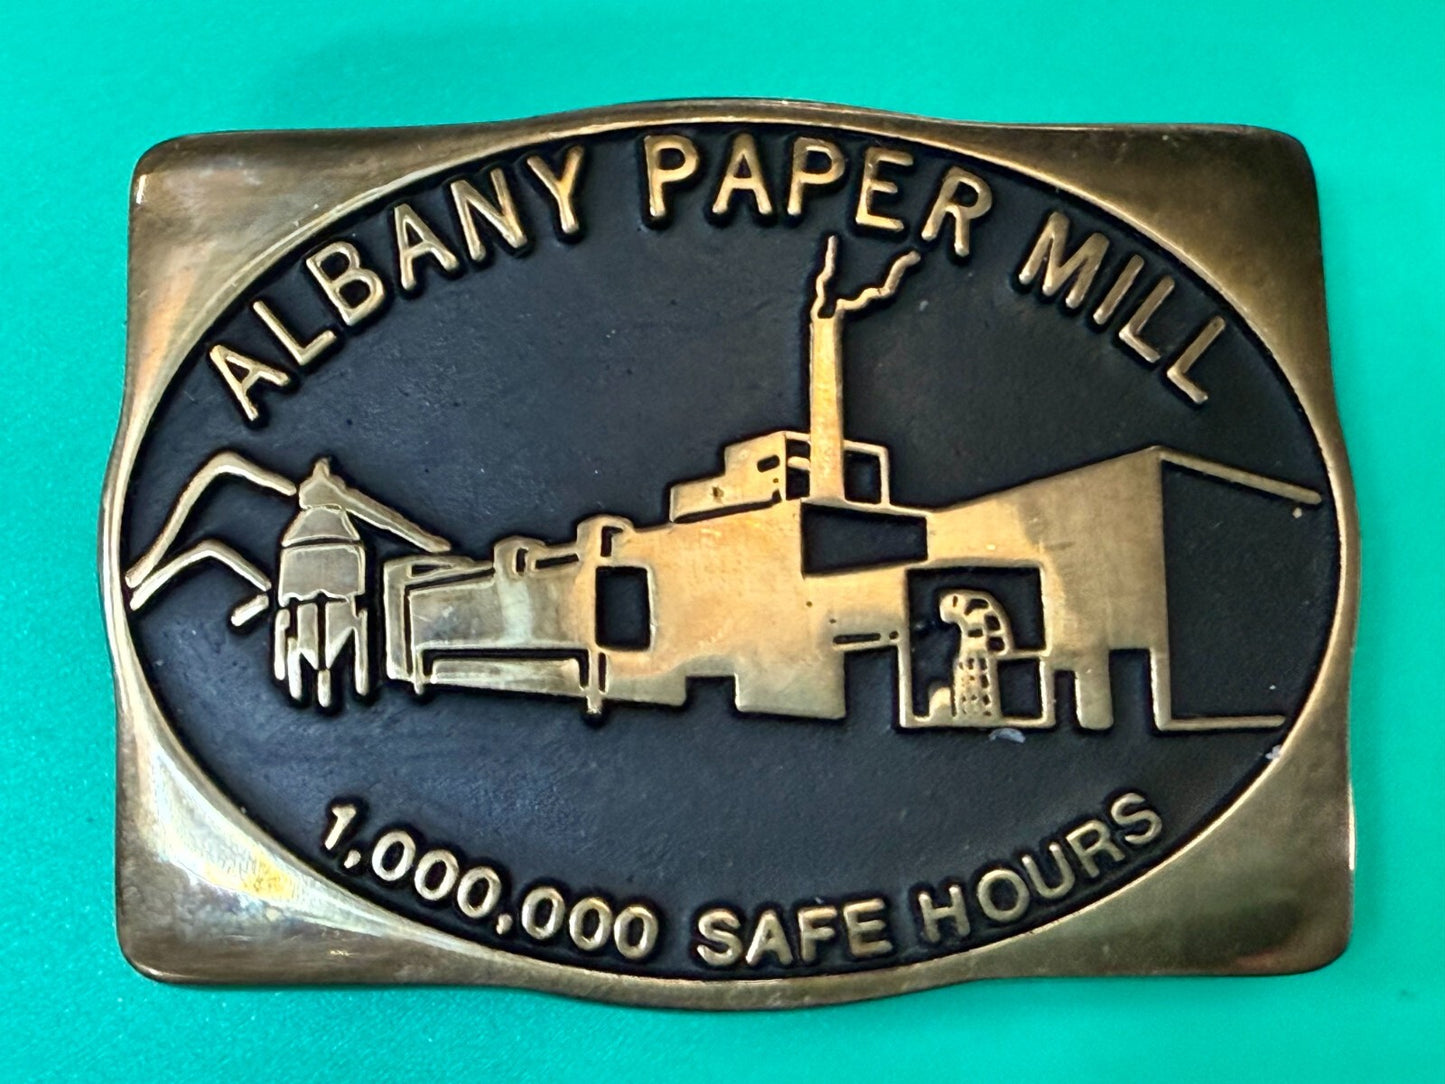 ALBANY PAPER MILL
1,000,000 SAFE HOURS